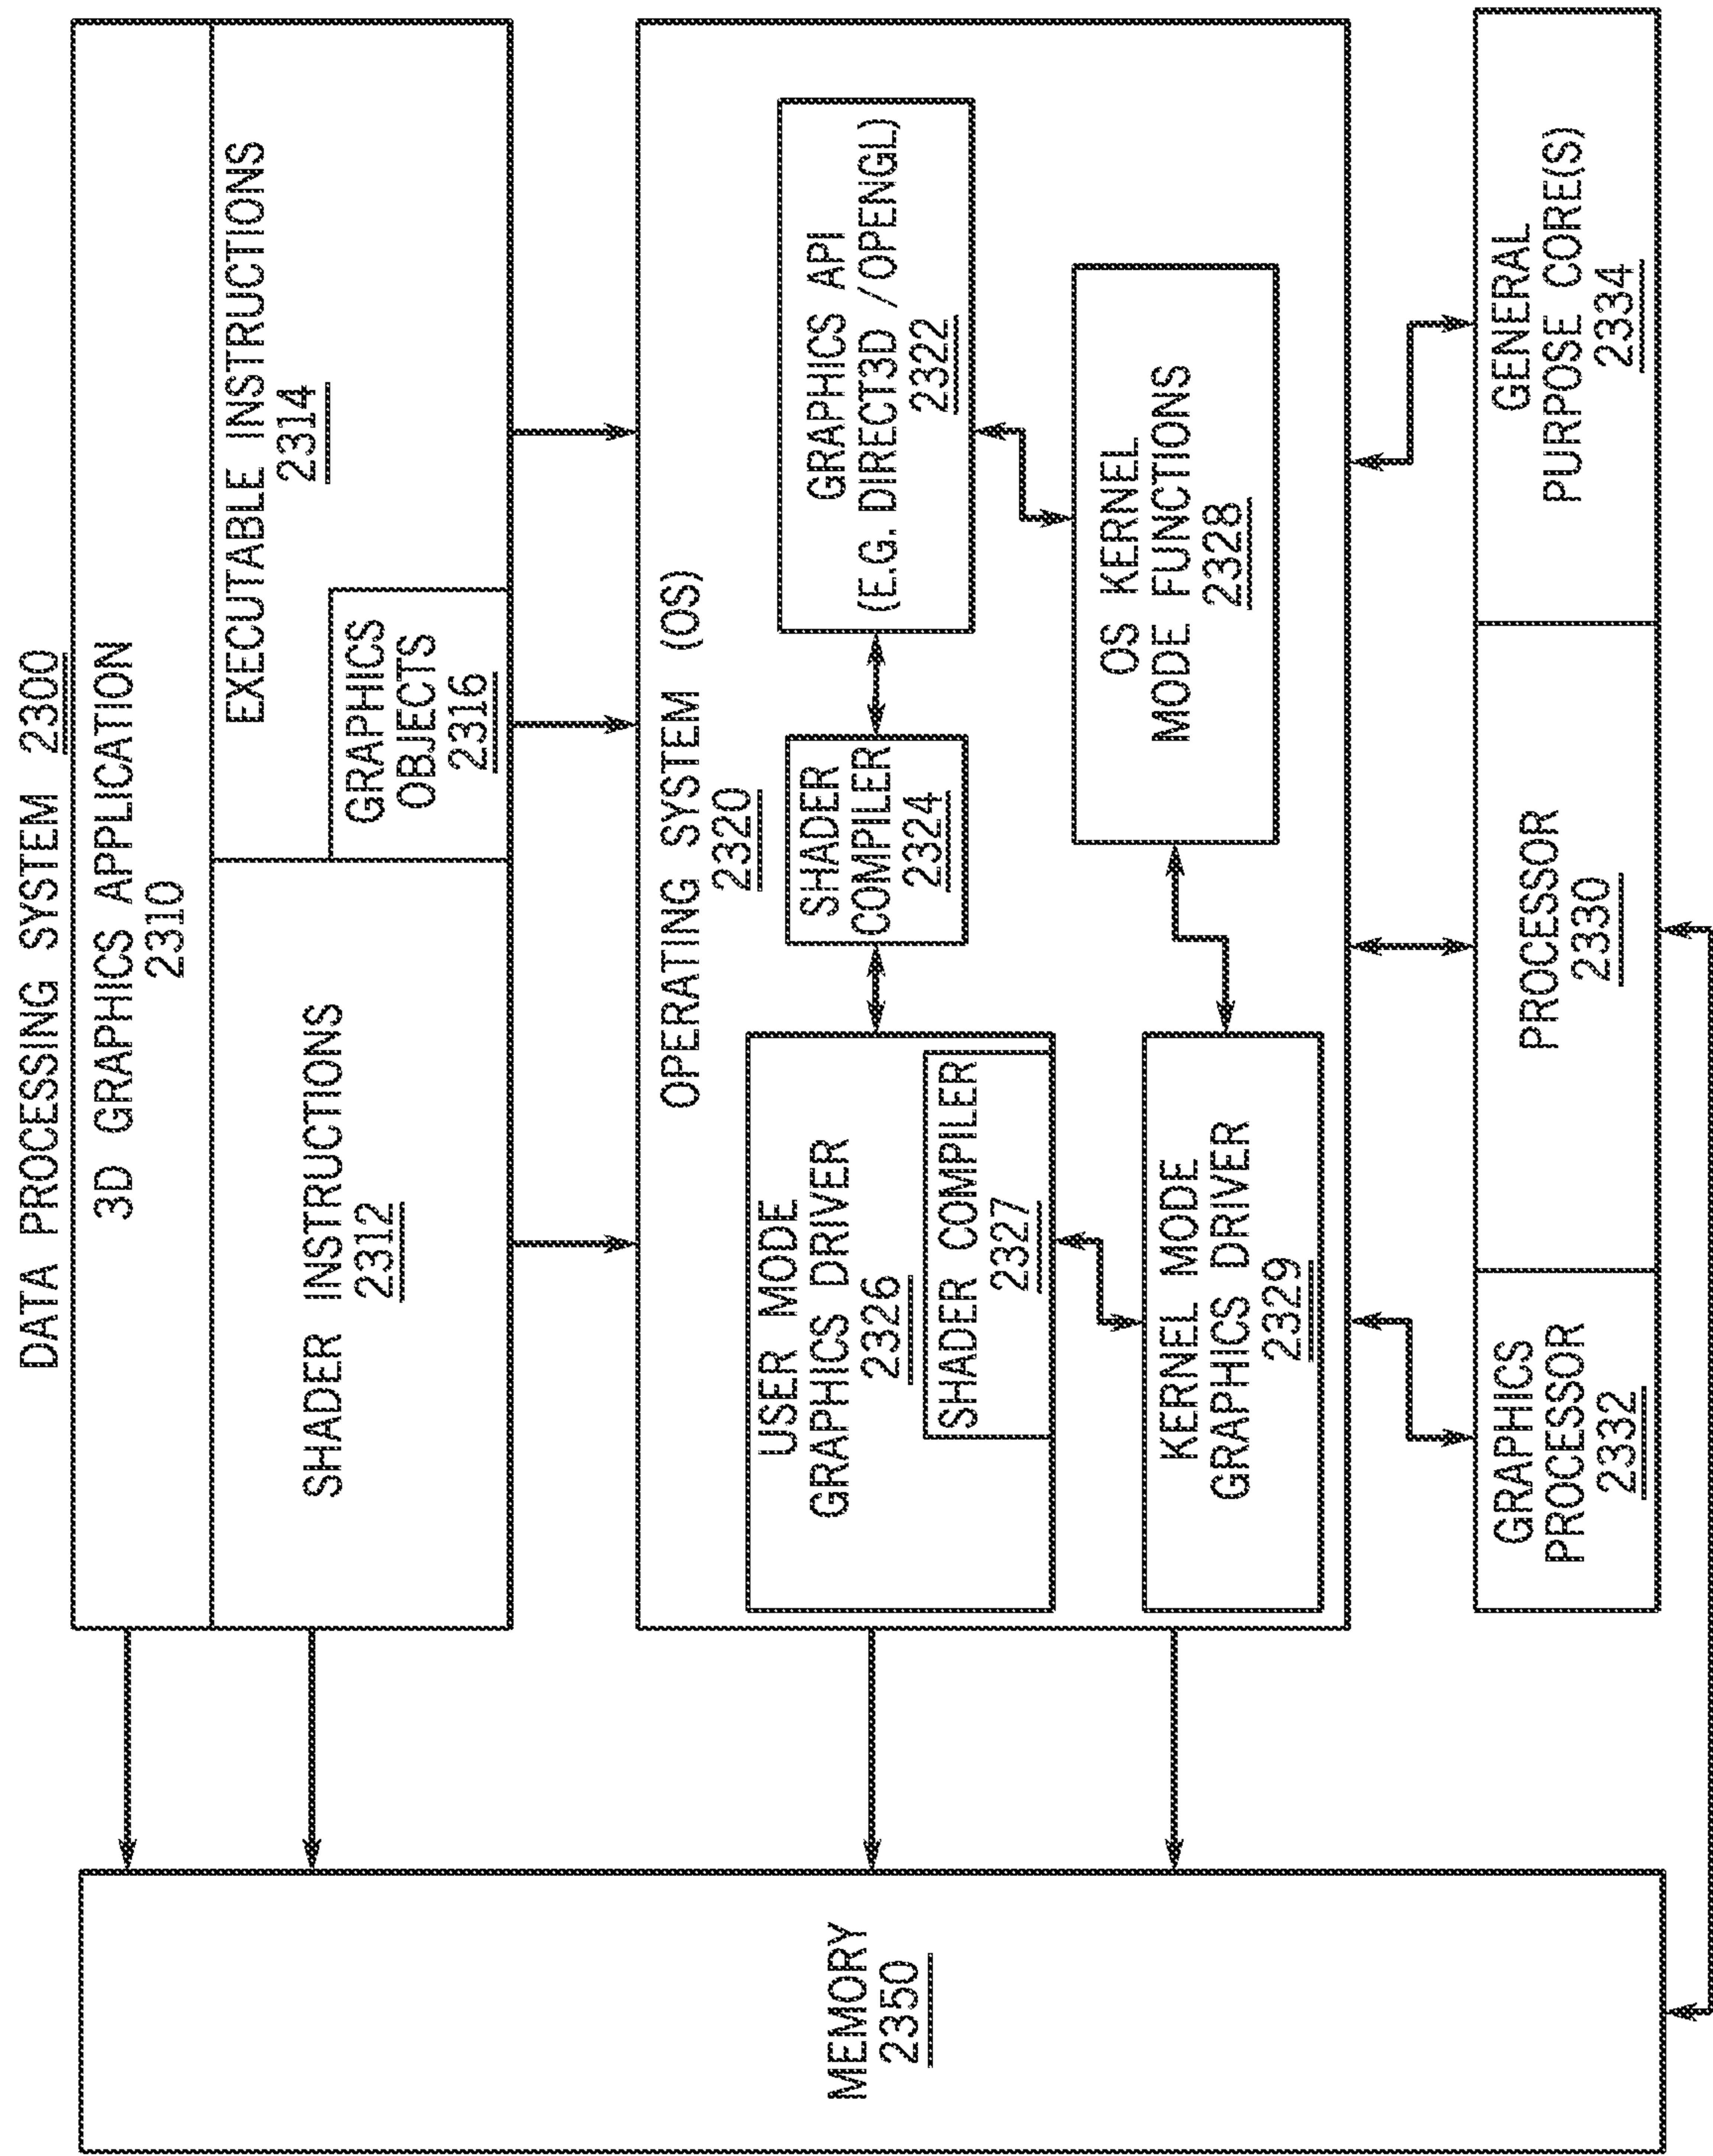 DATA PROCESSING SYSTEM 2300
3D GRAPHICS APPLICATION
2310
SHADER INSTRUCTIONS
2312
EXECUTABLE INSTRUCTIONS
2314
GRAPHICS
OBJECTS
2316
OPERATING SYSTEM (OS)
2320
USER MODE
GRAPHICS DRIVER
2326
SHADER COMPILER
2327
SHADER
COMPILER
2324
GRAPHICS API
(E.G. DIRECT3D /OPENGL)
2322
KERNEL MODE
GRAPHICS DRIVER
2329
OS KERNEL
MODE FUNCTIONS
2328
GRAPHICS
PROCESSOR
2332
PROCESSOR
2330
GENERAL
PURPOSE CORE(S)
2334
MEMORY
2350